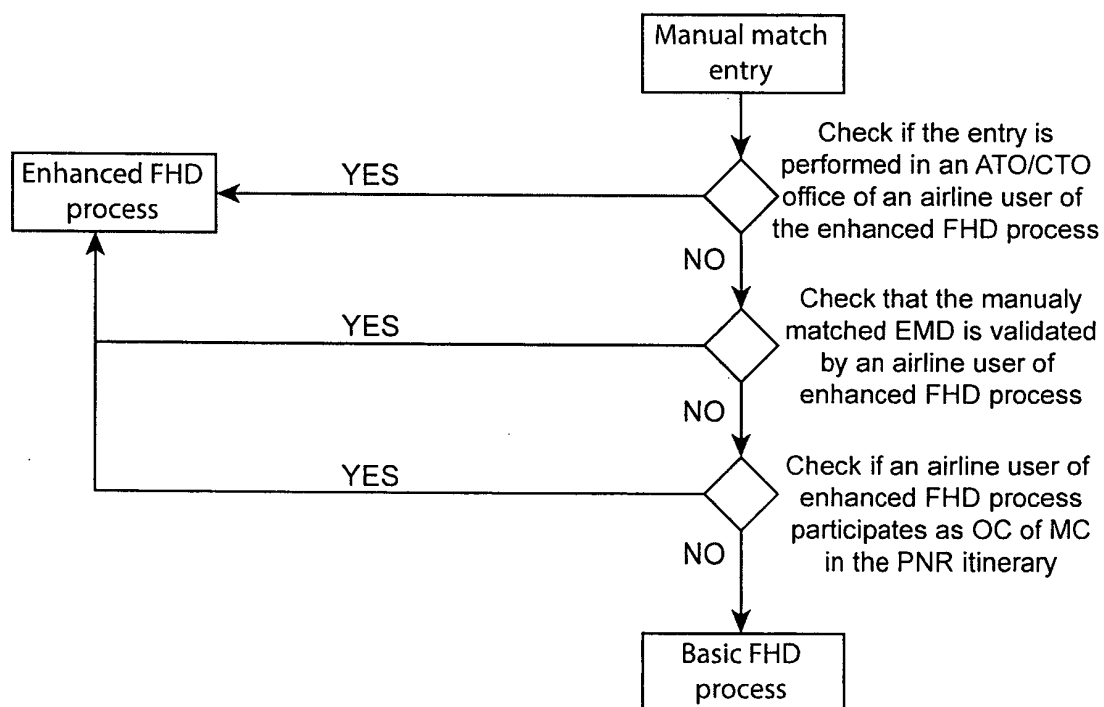 Manual match
entry
Check if the entry is
performed in an ATO/CTO
office of an airline user of
the enhanced FHD process
YES
Enhanced FHD
process
NO
Check that the manualy
matched EMD is validated
by an airline user of
enhanced FHD process
YES
NO
Check if an airline user of
enhanced FHD process
participates as OC of MC
in the PNR itinerary
YES
NO
Basic FHD
process